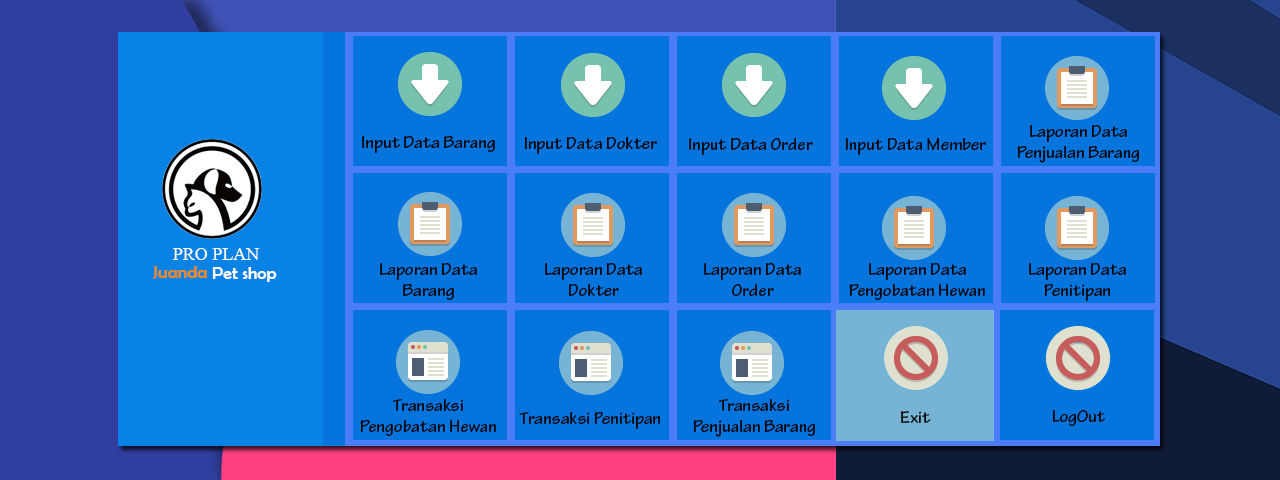 PRO PLAN
Juanda Pet shop
Input Data Barang
Input Data Dokter
Input Data Order
Input Data Member
Laporan Data
Penjualan Barang
Laporan Data
Barang
Laporan Data
Dokter
Laporan Data
Order
Laporan Data
Pengobatan Hewan
Laporan Data
Penitipan
Transaksi
Pengobatan Hewan
Transaksi Penitipan
Transaksi
Penjualan Barang
Exit
LogOut